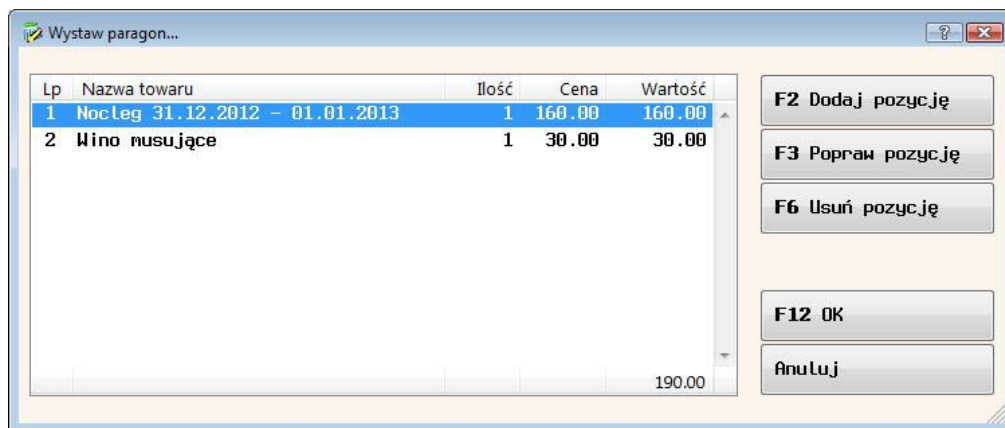 Wystaw paragon...
Lp Nazwa towaru Ilość Cena Wartość
1 Nocleg 31.12.2012 - 01.01.2013 1 160.00 160.00
2 Wino musujące 1 30.00 30.00
190.00
F2 Dodaj pozycję
F3 Popraw pozycję
F6 Usuń pozycję
F12 OK
Anuluj